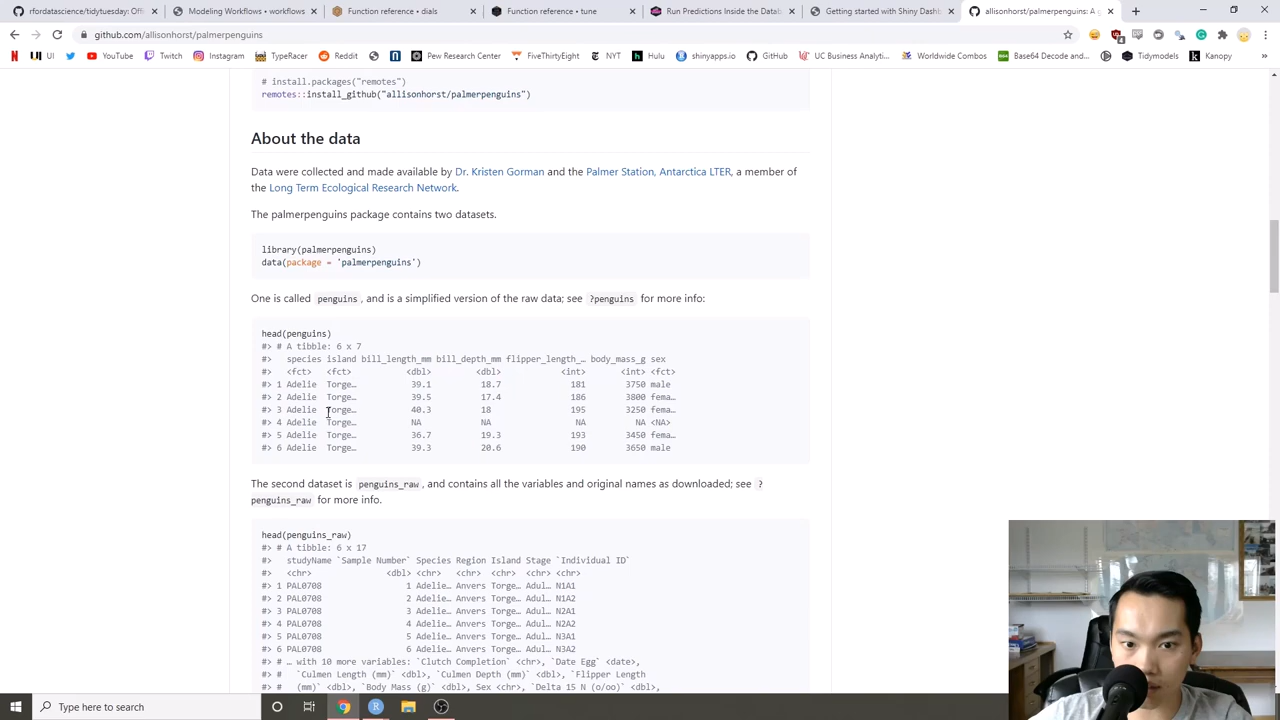 rfordatascience/tidytuesday: Off
Modeling Workflows • workflows
Function reference • dials
Function reference • tune
Run Predictions Inside the Datab
Getting started with Shiny Dashb
allisonhorst/palmerpenguins: A g
github.com/allisonhorst/palmerpenguins
UI
YouTube
Twitch
Instagram
TypeRacer
Reddit
Pew Research Center
FiveThirtyEight
NYT
Hulu
shinyapps.io
GitHub
UC Business Analyti...
Worldwide Combos
Base64 Decode and...
Tidymodels
Kanopy
# install.packages("remotes")
remotes::install_github("allisonhorst/palmerpenguins")
About the data
Data were collected and made available by Dr. Kristen Gorman and the Palmer Station, Antarctica LTER, a member of
the Long Term Ecological Research Network.
The palmerpenguins package contains two datasets.
library(palmerpenguins)
data(package = 'palmerpenguins')
One is called penguins, and is a simplified version of the raw data; see ?penguins for more info:
head(penguins)
#> # A tibble: 6 x 7
#> species island bill_length_mm bill_depth_mm flipper_length_… body_mass_g sex
#> <fct> <fct> <dbl> <dbl> <int> <int> <fct>
#> 1 Adelie Torge… 39.1 18.7 181 3750 male
#> 2 Adelie Torge… 39.5 17.4 186 3800 fema…
#> 3 Adelie Torge… 40.3 18 195 3250 fema…
#> 4 Adelie Torge… NA NA NA NA <NA>
#> 5 Adelie Torge… 36.7 19.3 193 3450 fema…
#> 6 Adelie Torge… 39.3 20.6 190 3650 male
The second dataset is penguins_raw, and contains all the variables and original names as downloaded; see ?
penguins_raw for more info.
head(penguins_raw)
#> # A tibble: 6 x 17
#> studyName `Sample Number` Species Region Island Stage `Individual ID`
#> <chr> <dbl> <chr> <chr> <chr> <chr> <chr>
#> 1 PAL0708 1 Adelie… Anvers Torge… Adul… N1A1
#> 2 PAL0708 2 Adelie… Anvers Torge… Adul… N1A2
#> 3 PAL0708 3 Adelie… Anvers Torge… Adul… N2A1
#> 4 PAL0708 4 Adelie… Anvers Torge… Adul… N2A2
#> 5 PAL0708 5 Adelie… Anvers Torge… Adul… N3A1
#> 6 PAL0708 6 Adelie… Anvers Torge… Adul… N3A2
#> # … with 10 more variables: `Clutch Completion` <chr>, `Date Egg` <date>,
#> # `Culmen Length (mm)` <dbl>, `Culmen Depth (mm)` <dbl>, `Flipper Length
#> # (mm)` <dbl>, `Body Mass (g)` <dbl>, Sex <chr>, `Delta 15 N (o/oo)` <dbl>,
Type here to search